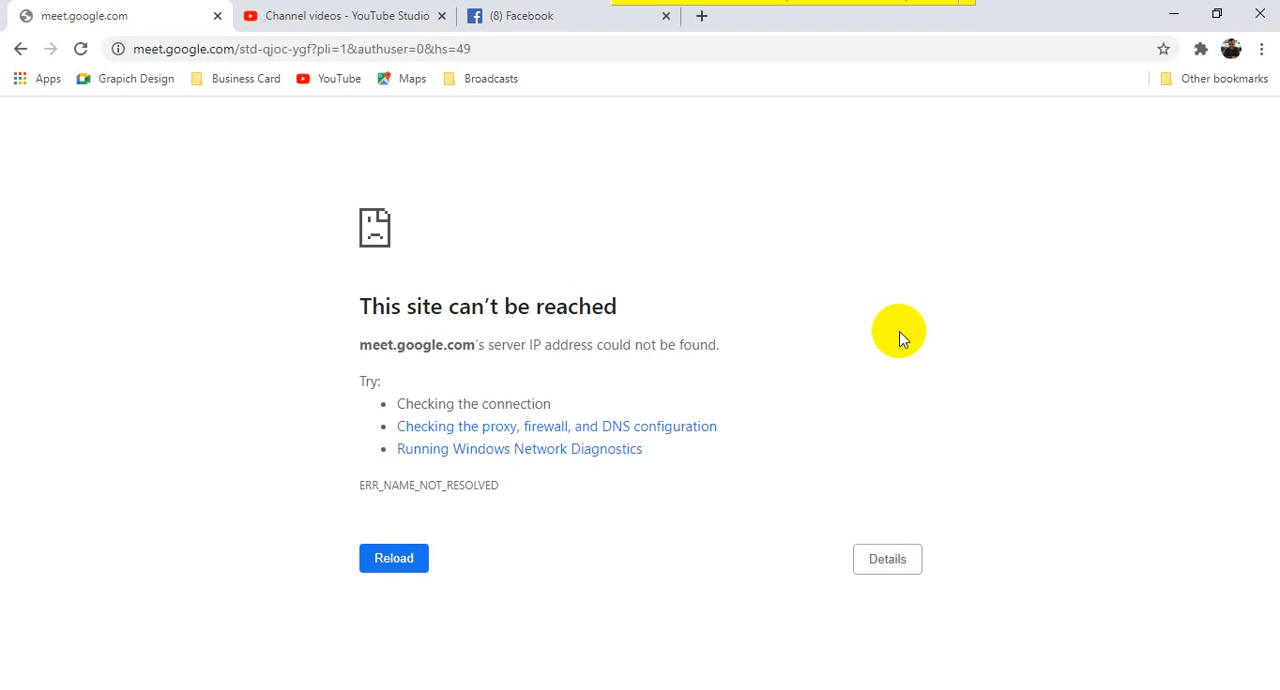 meet.google.com
Channel videos - YouTube Studio
(8) Facebook
meet.google.com/std-qjoc-ygf?pli=1&authuser=0&hs=49
Apps Grapich Design Business Card YouTube Maps Broadcasts Other bookmarks
This site can’t be reached
meet.google.com’s server IP address could not be found.
Try:
Checking the connection
Checking the proxy, firewall, and DNS configuration
Running Windows Network Diagnostics
ERR_NAME_NOT_RESOLVED
Reload
Details